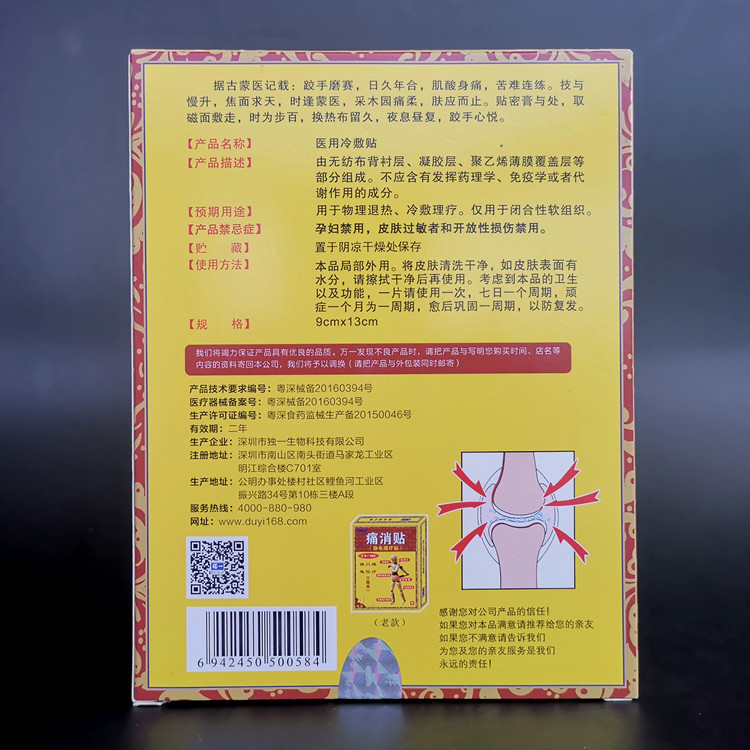 据古蒙医记载：跤手磨赛，日久年合，肌酸身痛，苦难连练。技与
慢升，焦面求天，时逢蒙医，采木园痛柔，肤应而止。贴密膏与处，取
磁面敷走，时为步百，换热布留久，夜息昼复，跤手心悦。
【产品名称】 医用冷敷贴
【产品描述】 由无纺布背衬层、凝胶层、聚乙烯薄膜覆盖层等
部分组成。不应含有发挥药理学、免疫学或者代
谢作用的成分。
【预期用途】 用于物理退热、冷敷理疗。仅用于闭合性软组织。
【产品禁忌症】 孕妇禁用，皮肤过敏者和开放性损伤禁用。
【贮 藏】 置于阴凉干燥处保存
【使用方法】 本品局部外用。将皮肤清洗干净，如皮肤表面有
水分，请擦拭干净后再使用。考虑到本品的卫生
以及功能，一片请使用一次，七日一个周期，顽
症一个月为一周期，愈后巩固一周期，以防复发。
【规 格】 9cmx13cm
我们将竭力保证产品具有优良的品质。万一发现不良产品时，请把产品与写明您购买时间、店名等
内容的资料寄回本公司，我们将予以调换（请把产品与外包装同时邮寄）
产品技术要求编号：粤深械备20160394号
医疗器械备案号：粤深械备20160394号
生产许可证编号：粤深食药监械生产备20150046号
有效期：二年
生产企业：深圳市独一生物科技有限公司
注册地址：深圳市南山区南头街道马家龙工业区
明江综合楼C701室
生产地址：公明办事处楼村社区鲤鱼河工业区
振兴路34号第10栋三楼A段
服务热线：4000-880-980
网址：www.duyi168.com
痛消贴
（老款）
感谢您对公司产品的信任！
如果您对本品满意请推荐给您的亲友
如果您不满意请告诉我们
为您及您的亲友服务是我们
永远的责任！
6 942450 500584